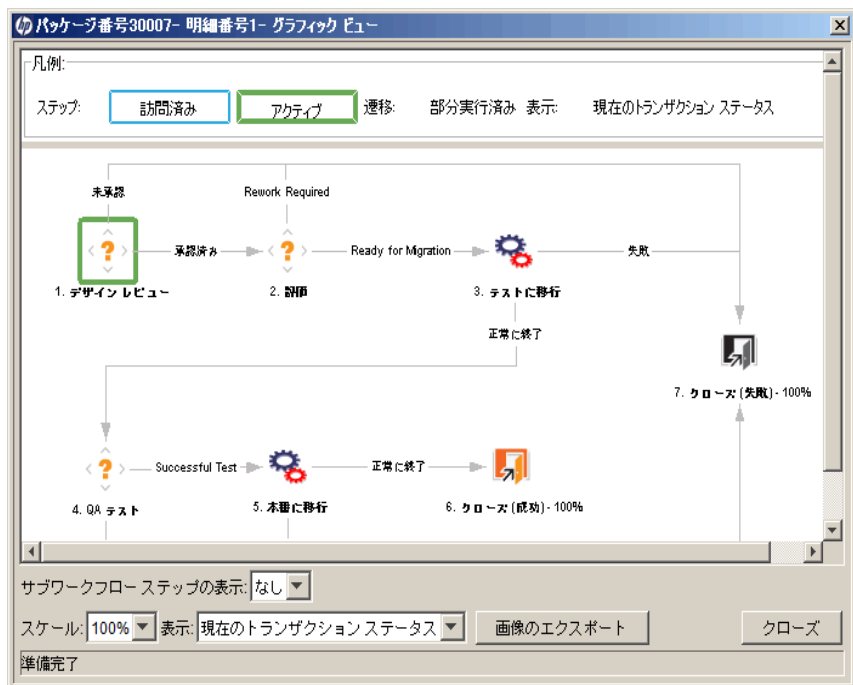 パッケージ番号30007- 明細番号1- グラフィック ビュー
凡例:
ステップ: 訪問済み アクティブ 遷移: 部分実行済み 表示: 現在のトランザクション ステータス
未承認
Rework Required
承認済み
Ready for Migration
失敗
1. デザイン レビュー
2. 評価
3. テストに移行
正常に終了
7. クローズ (失敗) - 100%
Successful Test
正常に終了
4. QA テスト
5. 本番に移行
6. クローズ (成功) - 100%
サブワークフロー ステップの表示: なし
スケール: 100% 表示: 現在のトランザクション ステータス 画像のエクスポート クローズ
準備完了